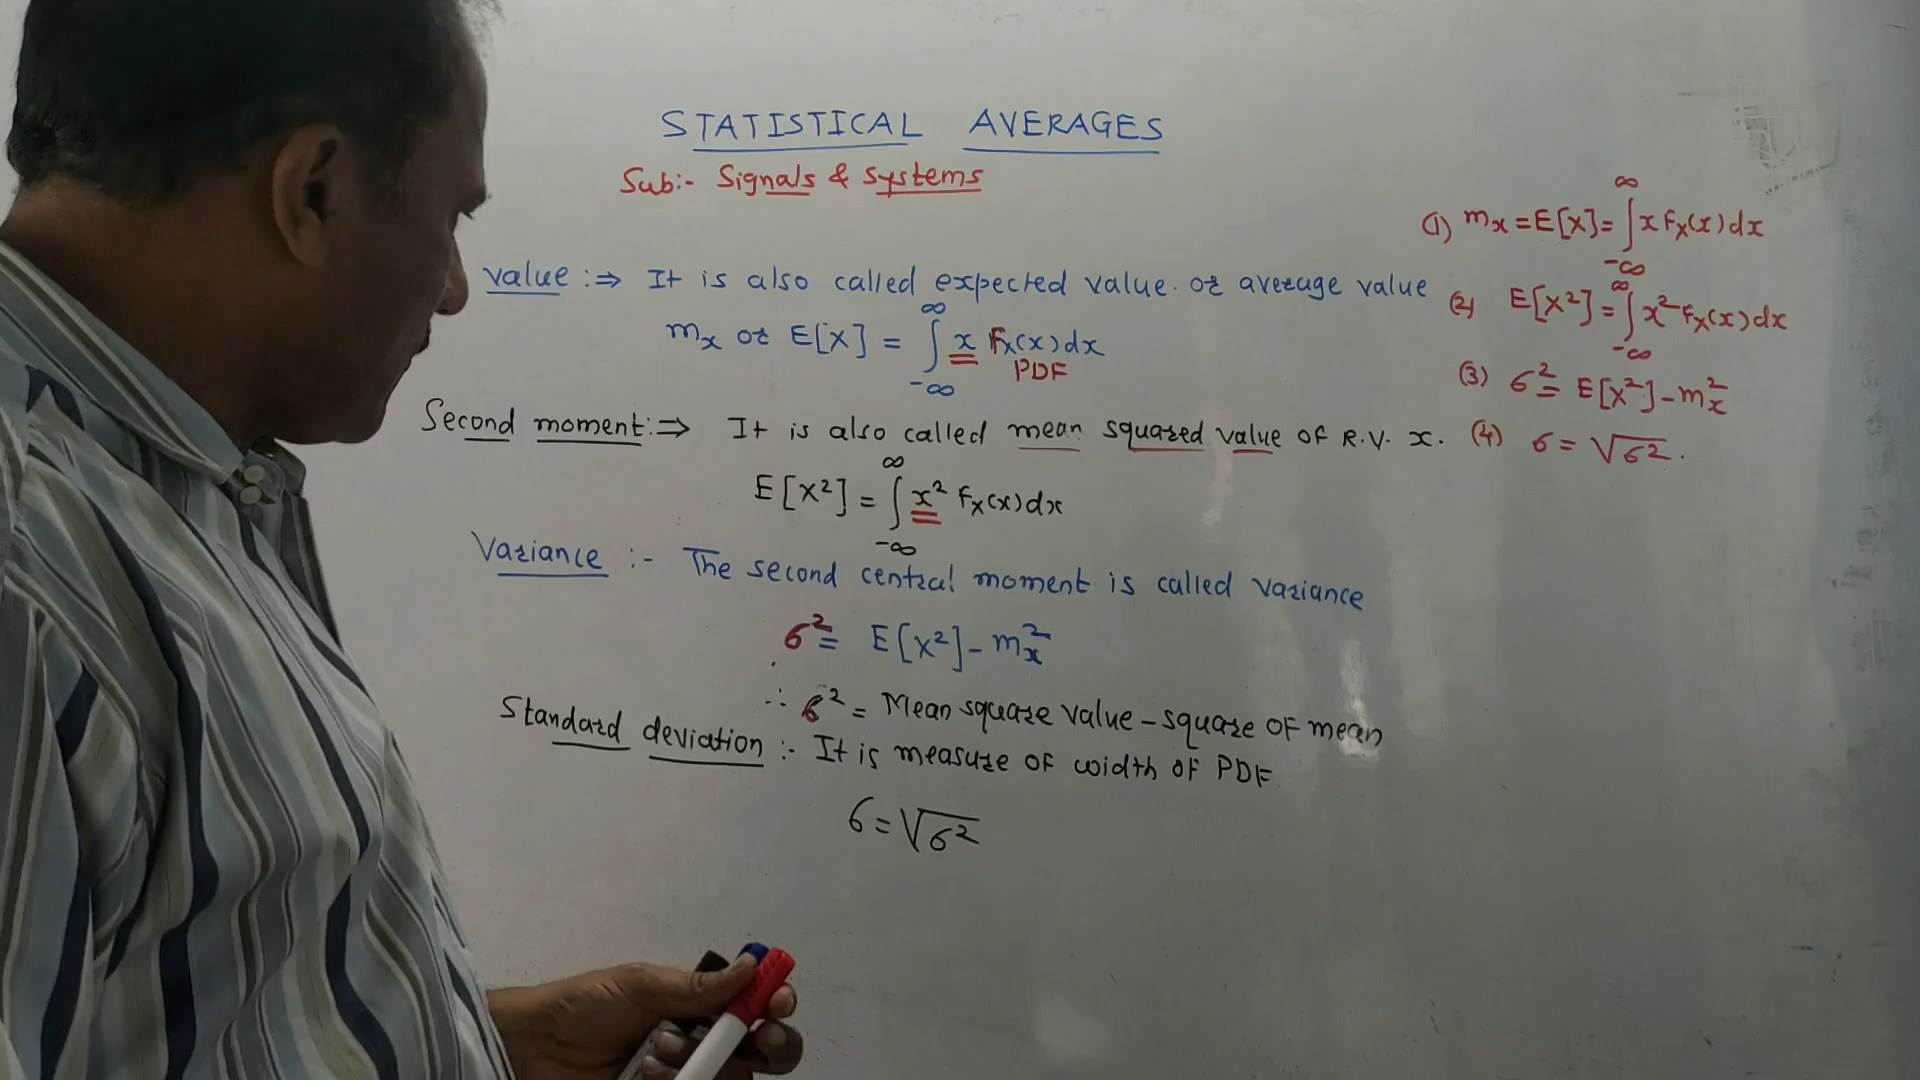 STATISTICAL AVERAGES
Sub:- Signals & Systems
value :⇒ It is also called expected value. or average value
mx or E[X] = ∫_{-∞}^{∞} x fx(x) dx
PDF
Second moment:⇒ It is also called mean squared value of R.V. x.
E[X²] = ∫_{-∞}^{∞} x² fx(x) dx
Variance :- The second central moment is called variance
σ² = E[X²] - mx²
∴ σ² = Mean square value - square of mean
Standard deviation :- It is measure of width of PDF
σ = √σ²
(1) mx = E[X] = ∫_{-∞}^{∞} x fx(x) dx
(2) E[X²] = ∫_{-∞}^{∞} x² fx(x) dx
(3) σ² = E[X²] - mx²
(4) σ = √σ².